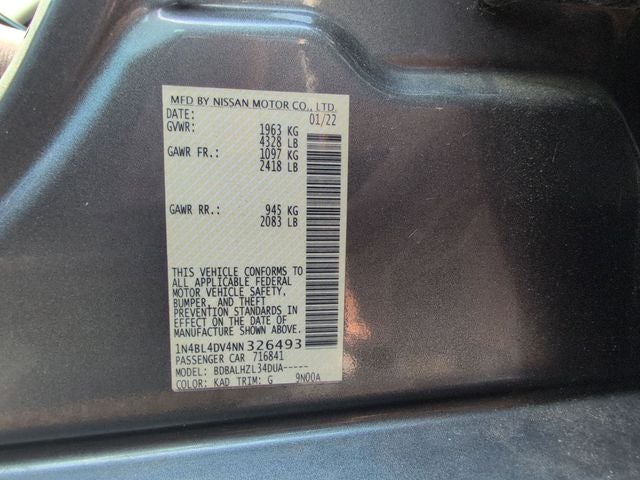 MFD BY NISSAN MOTOR CO., LTD.
DATE: 01/22
GVWR: 1963 KG
4328 LB
GAWR FR.: 1097 KG
2418 LB
GAWR RR.: 945 KG
2083 LB
THIS VEHICLE CONFORMS TO
ALL APPLICABLE FEDERAL
MOTOR VEHICLE SAFETY,
BUMPER, AND THEFT
PREVENTION STANDARDS IN
EFFECT ON THE DATE OF
MANUFACTURE SHOWN ABOVE.
1N4BL4DV4NN326493
PASSENGER CAR 716841
MODEL: BDBALHZL34DUA-----
COLOR: KAD TRIM: G 9N00A